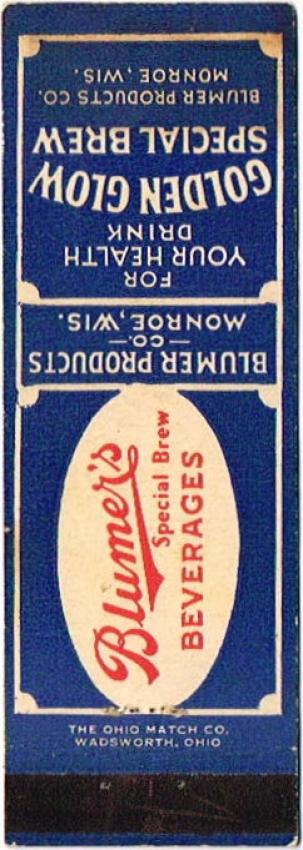 FOR
YOUR HEALTH
DRINK
GOLDEN GLOW
SPECIAL BREW
BLUMER PRODUCTS CO.
MONROE, WIS.
BLUMER PRODUCTS
—CO.—
MONROE, WIS.
Blumer's
Special Brew
BEVERAGES
THE OHIO MATCH CO.
WADSWORTH, OHIO